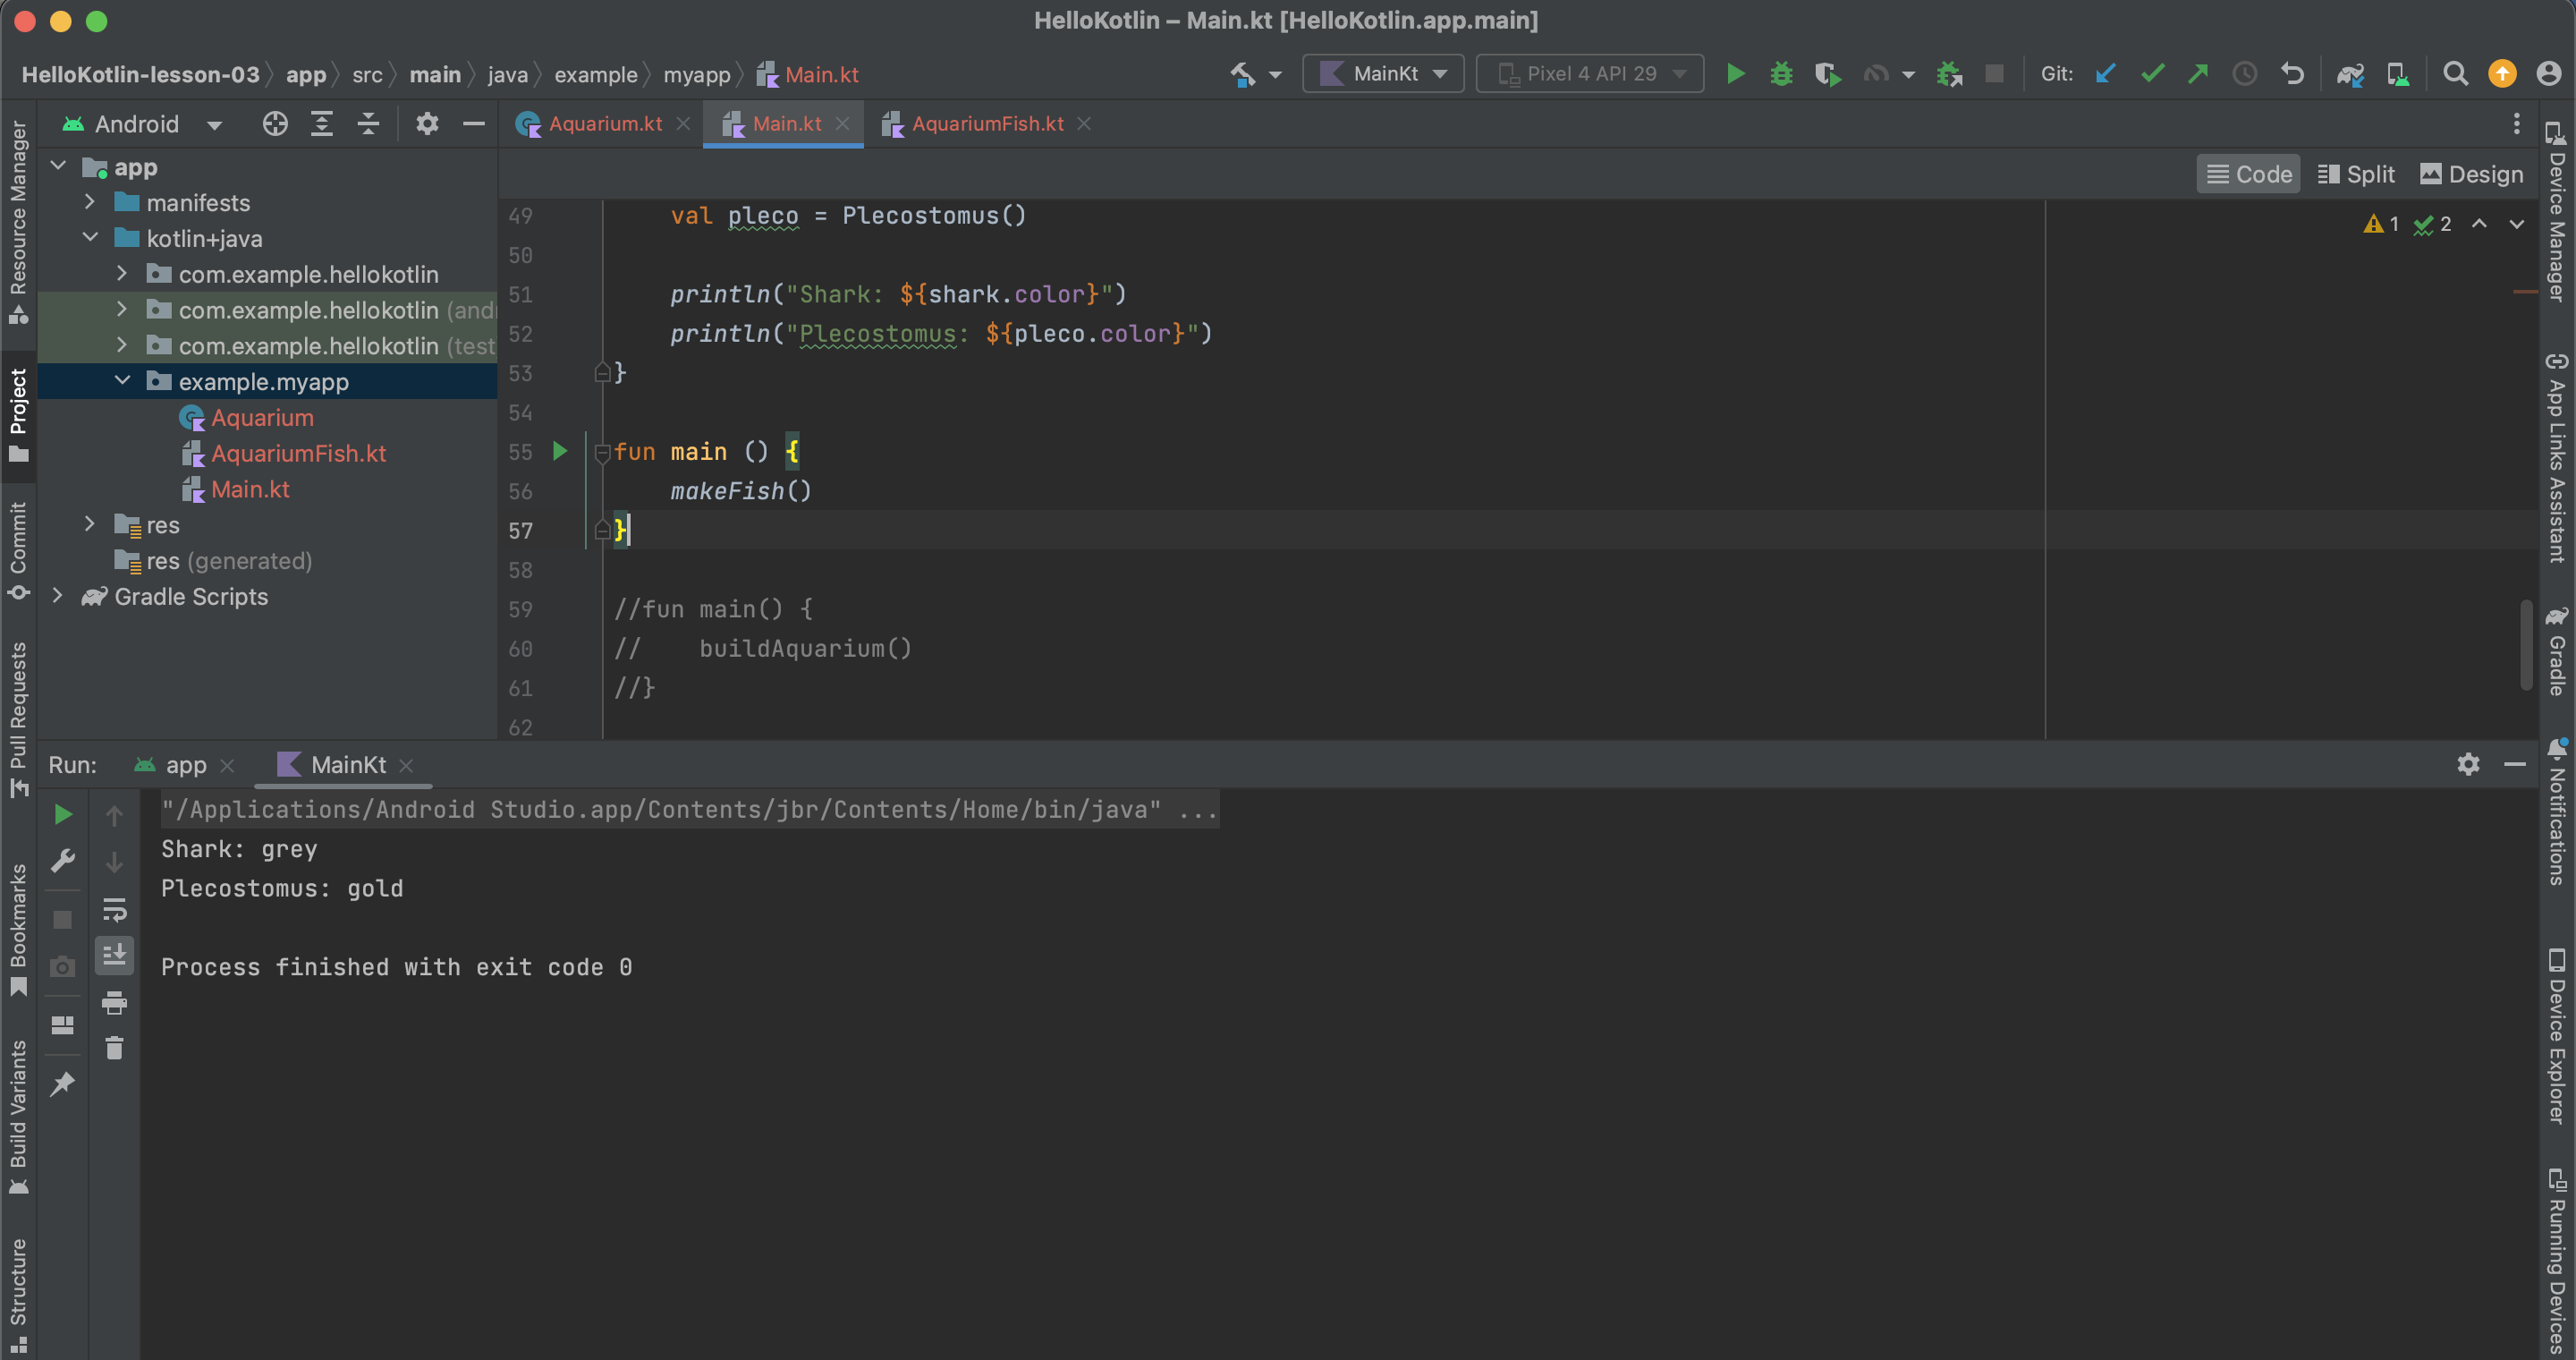 HelloKotlin – Main.kt [HelloKotlin.app.main]
HelloKotlin-lesson-03 app src main java example myapp Main.kt
MainKt
Pixel 4 API 29
Git:
Android
Aquarium.kt
Main.kt
AquariumFish.kt
Code
Split
Design
app
manifests
kotlin+java
com.example.hellokotlin
com.example.hellokotlin (and
com.example.hellokotlin (test
example.myapp
Aquarium
AquariumFish.kt
Main.kt
res
res (generated)
Gradle Scripts
49 val pleco = Plecostomus()
50
51 println("Shark: ${shark.color}")
52 println("Plecostomus: ${pleco.color}")
53 }
54
55 fun main () {
56 makeFish()
57 }
58
59 //fun main() {
60 // buildAquarium()
61 //}
62
1 2
Run:
app
MainKt
"/Applications/Android Studio.app/Contents/jbr/Contents/Home/bin/java" ...
Shark: grey
Plecostomus: gold
Process finished with exit code 0
Resource Manager
Project
Commit
Pull Requests
Bookmarks
Build Variants
Structure
Device Manager
App Links Assistant
Gradle
Notifications
Device Explorer
Running Devices